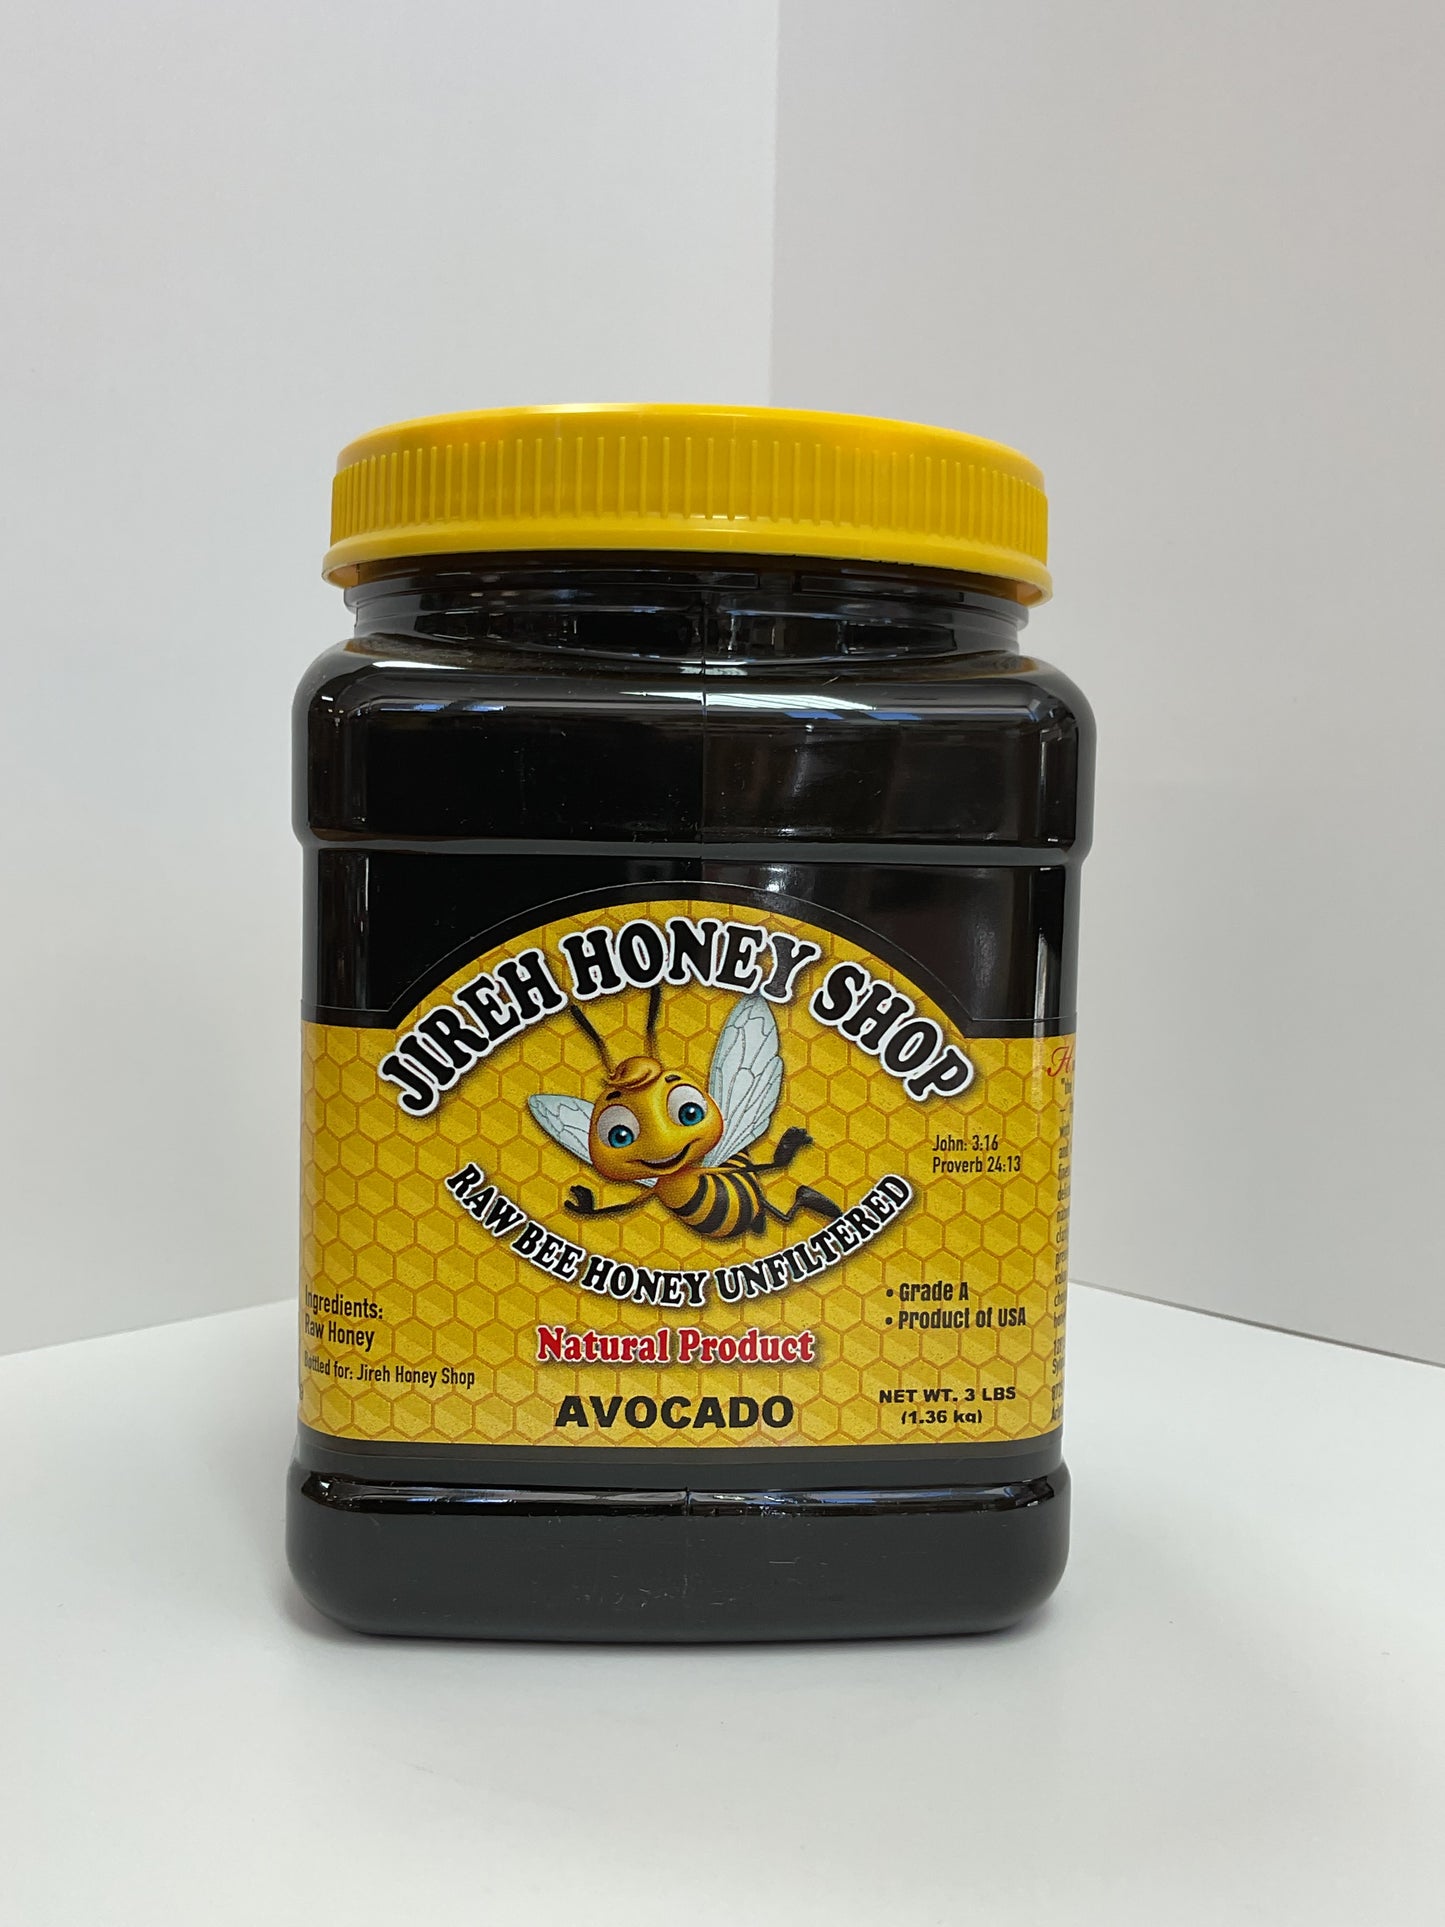 JIREH HONEY SHOP
John: 3:16
Proverb 24:13
RAW BEE HONEY UNFILTERED
• Grade A
• Product of USA
Ingredients:
Raw Honey
Bottled for: Jireh Honey Shop
Natural Product
AVOCADO
NET WT. 3 LBS
(1.36 kg)